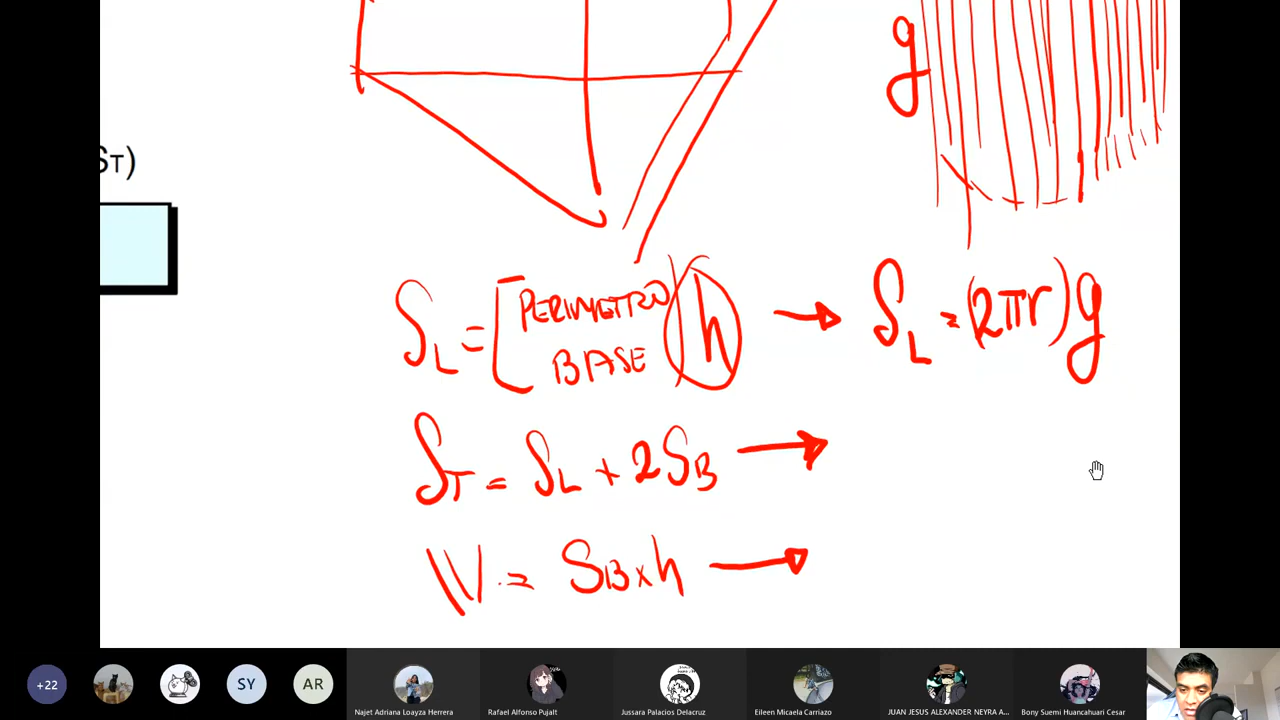 g
ST)
SL = [PERIMETRO BASE] (h) → SL = (2πr) g
ST = SL + 2SB →
V = SB x h →
+22
SY
AR
Najet Adriana Loayza Herrera
Rafael Alfonso Pujalt
Jussara Palacios Delacruz
Eileen Micaela Carriazo
JUAN JESUS ALEXANDER NEYRA A...
Bony Suemi Huancahuari Cesar